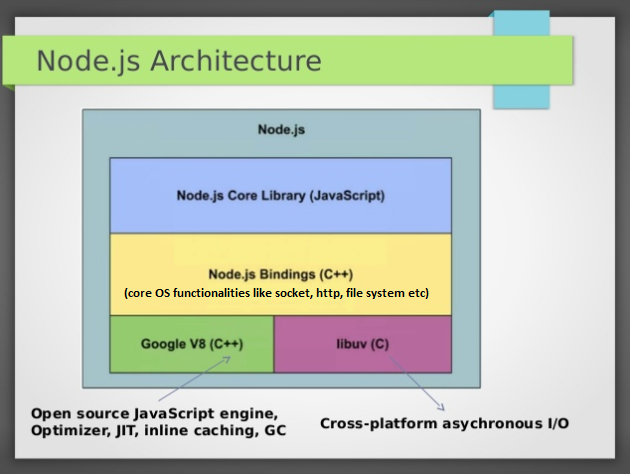 Node.js Architecture
Node.js
Node.js Core Library (JavaScript)
Node.js Bindings (C++)
(core OS functionalities like socket, http, file system etc)
Google V8 (C++)
libuv (C)
Open source JavaScript engine,
Optimizer, JIT, inline caching, GC
Cross-platform asychronous I/O